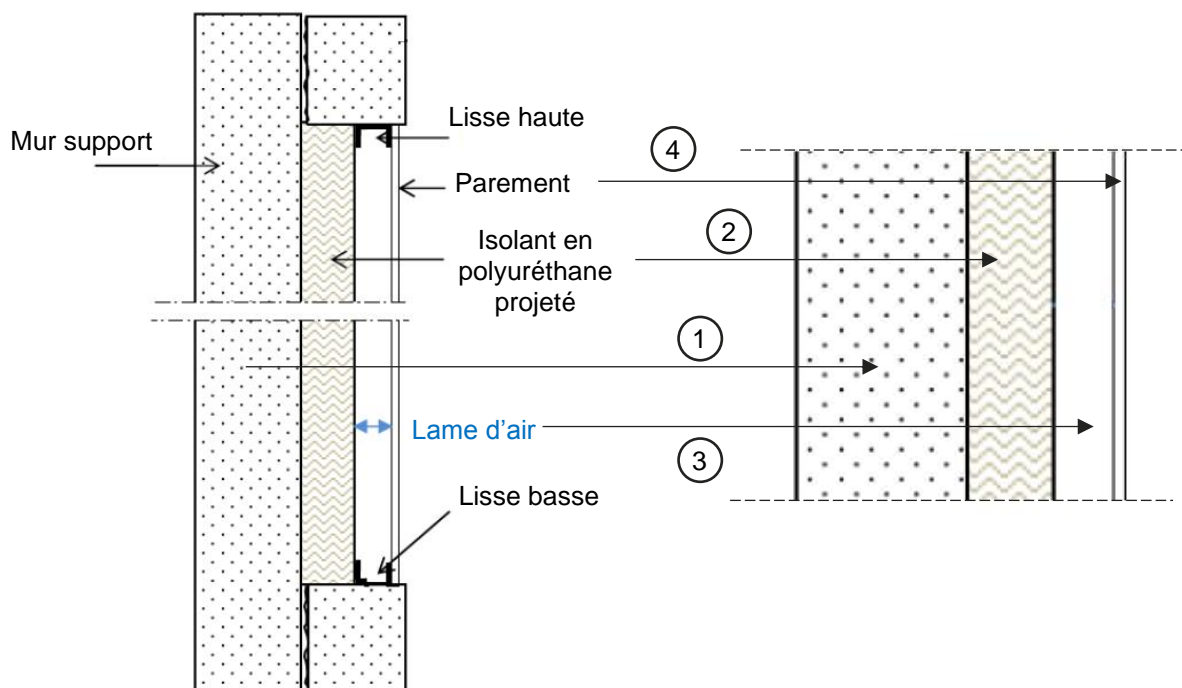 Lisse haute
Mur support
4
Parement
2
Isolant en
polyuréthane
projeté
1
Lame d'air
3
Lisse basse